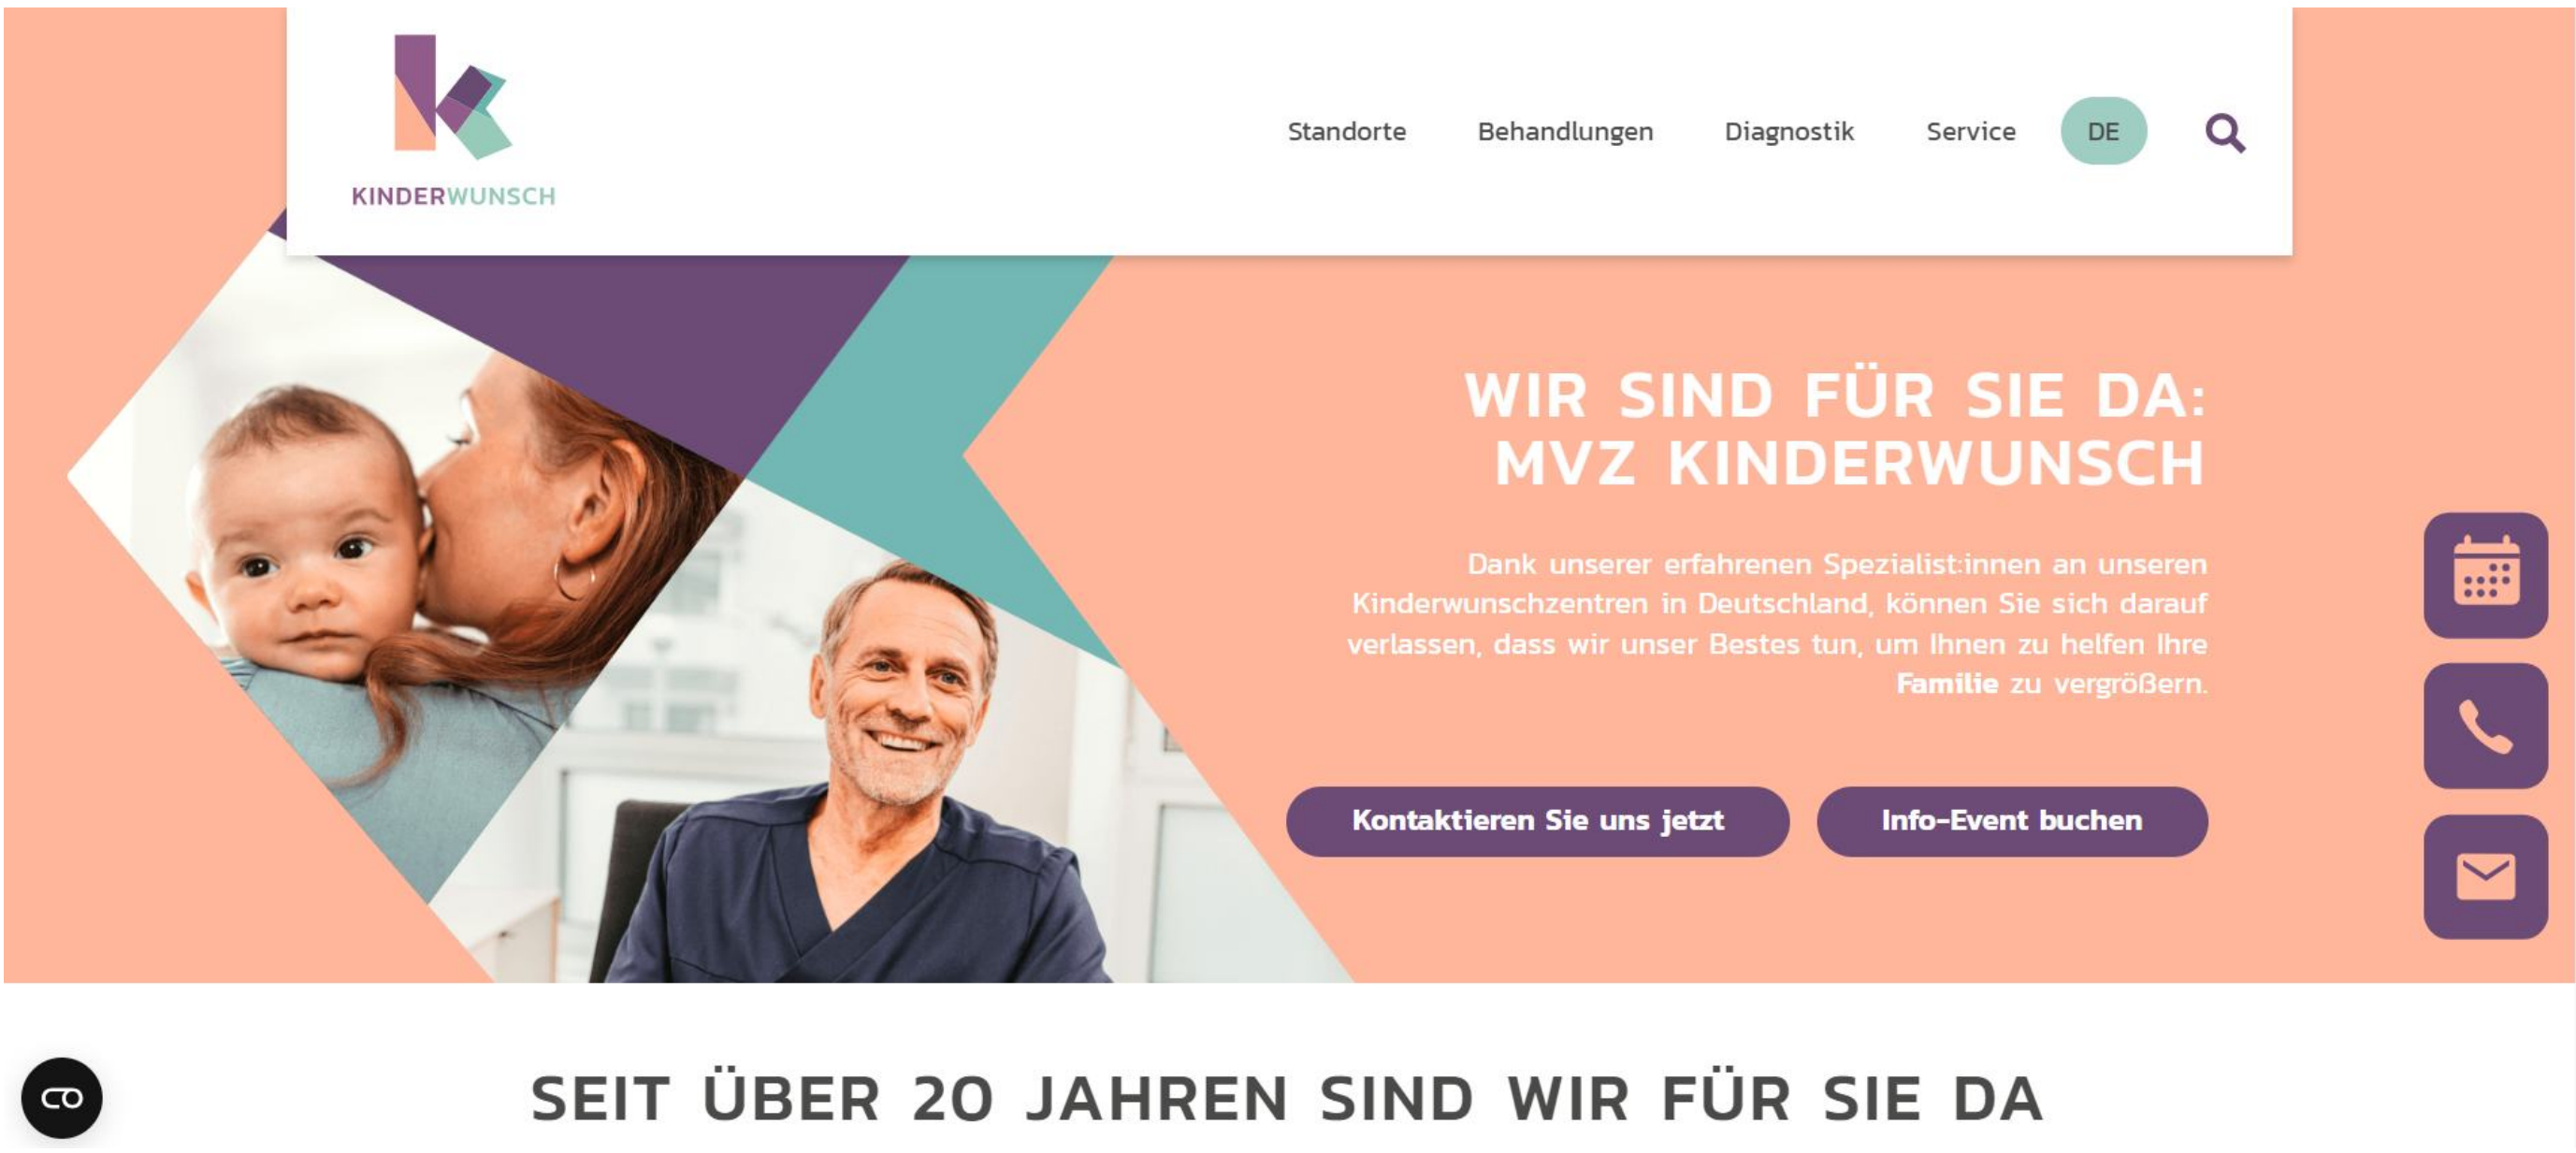 KINDERWUNSCH
Standorte
Behandlungen
Diagnostik
Service
DE
WIR SIND FÜR SIE DA:
MVZ KINDERWUNSCH
Dank unserer erfahrenen Spezialist:innen an unseren
Kinderwunschzentren in Deutschland, können Sie sich darauf
verlassen, dass wir unser Bestes tun, um Ihnen zu helfen Ihre
Familie zu vergrößern.
Kontaktieren Sie uns jetzt
Info-Event buchen
SEIT ÜBER 20 JAHREN SIND WIR FÜR SIE DA